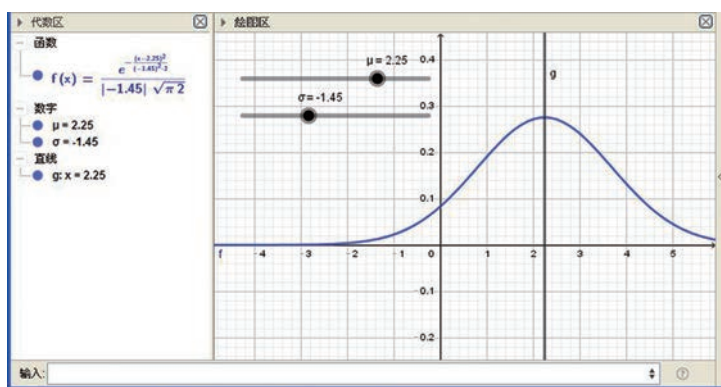 代数区
函数
f(x) = e^(-(x-2.25)²/((-1.45)²·2)) / (|-1.45| √(π 2))
数字
μ = 2.25
σ = -1.45
直线
g: x = 2.25
绘图区
μ = 2.25
σ = -1.45
g
0.4
0.3
0.2
0.1
f -4 -3 -2 -1 0 1 2 3 4 5
-0.1
-0.2
输入: